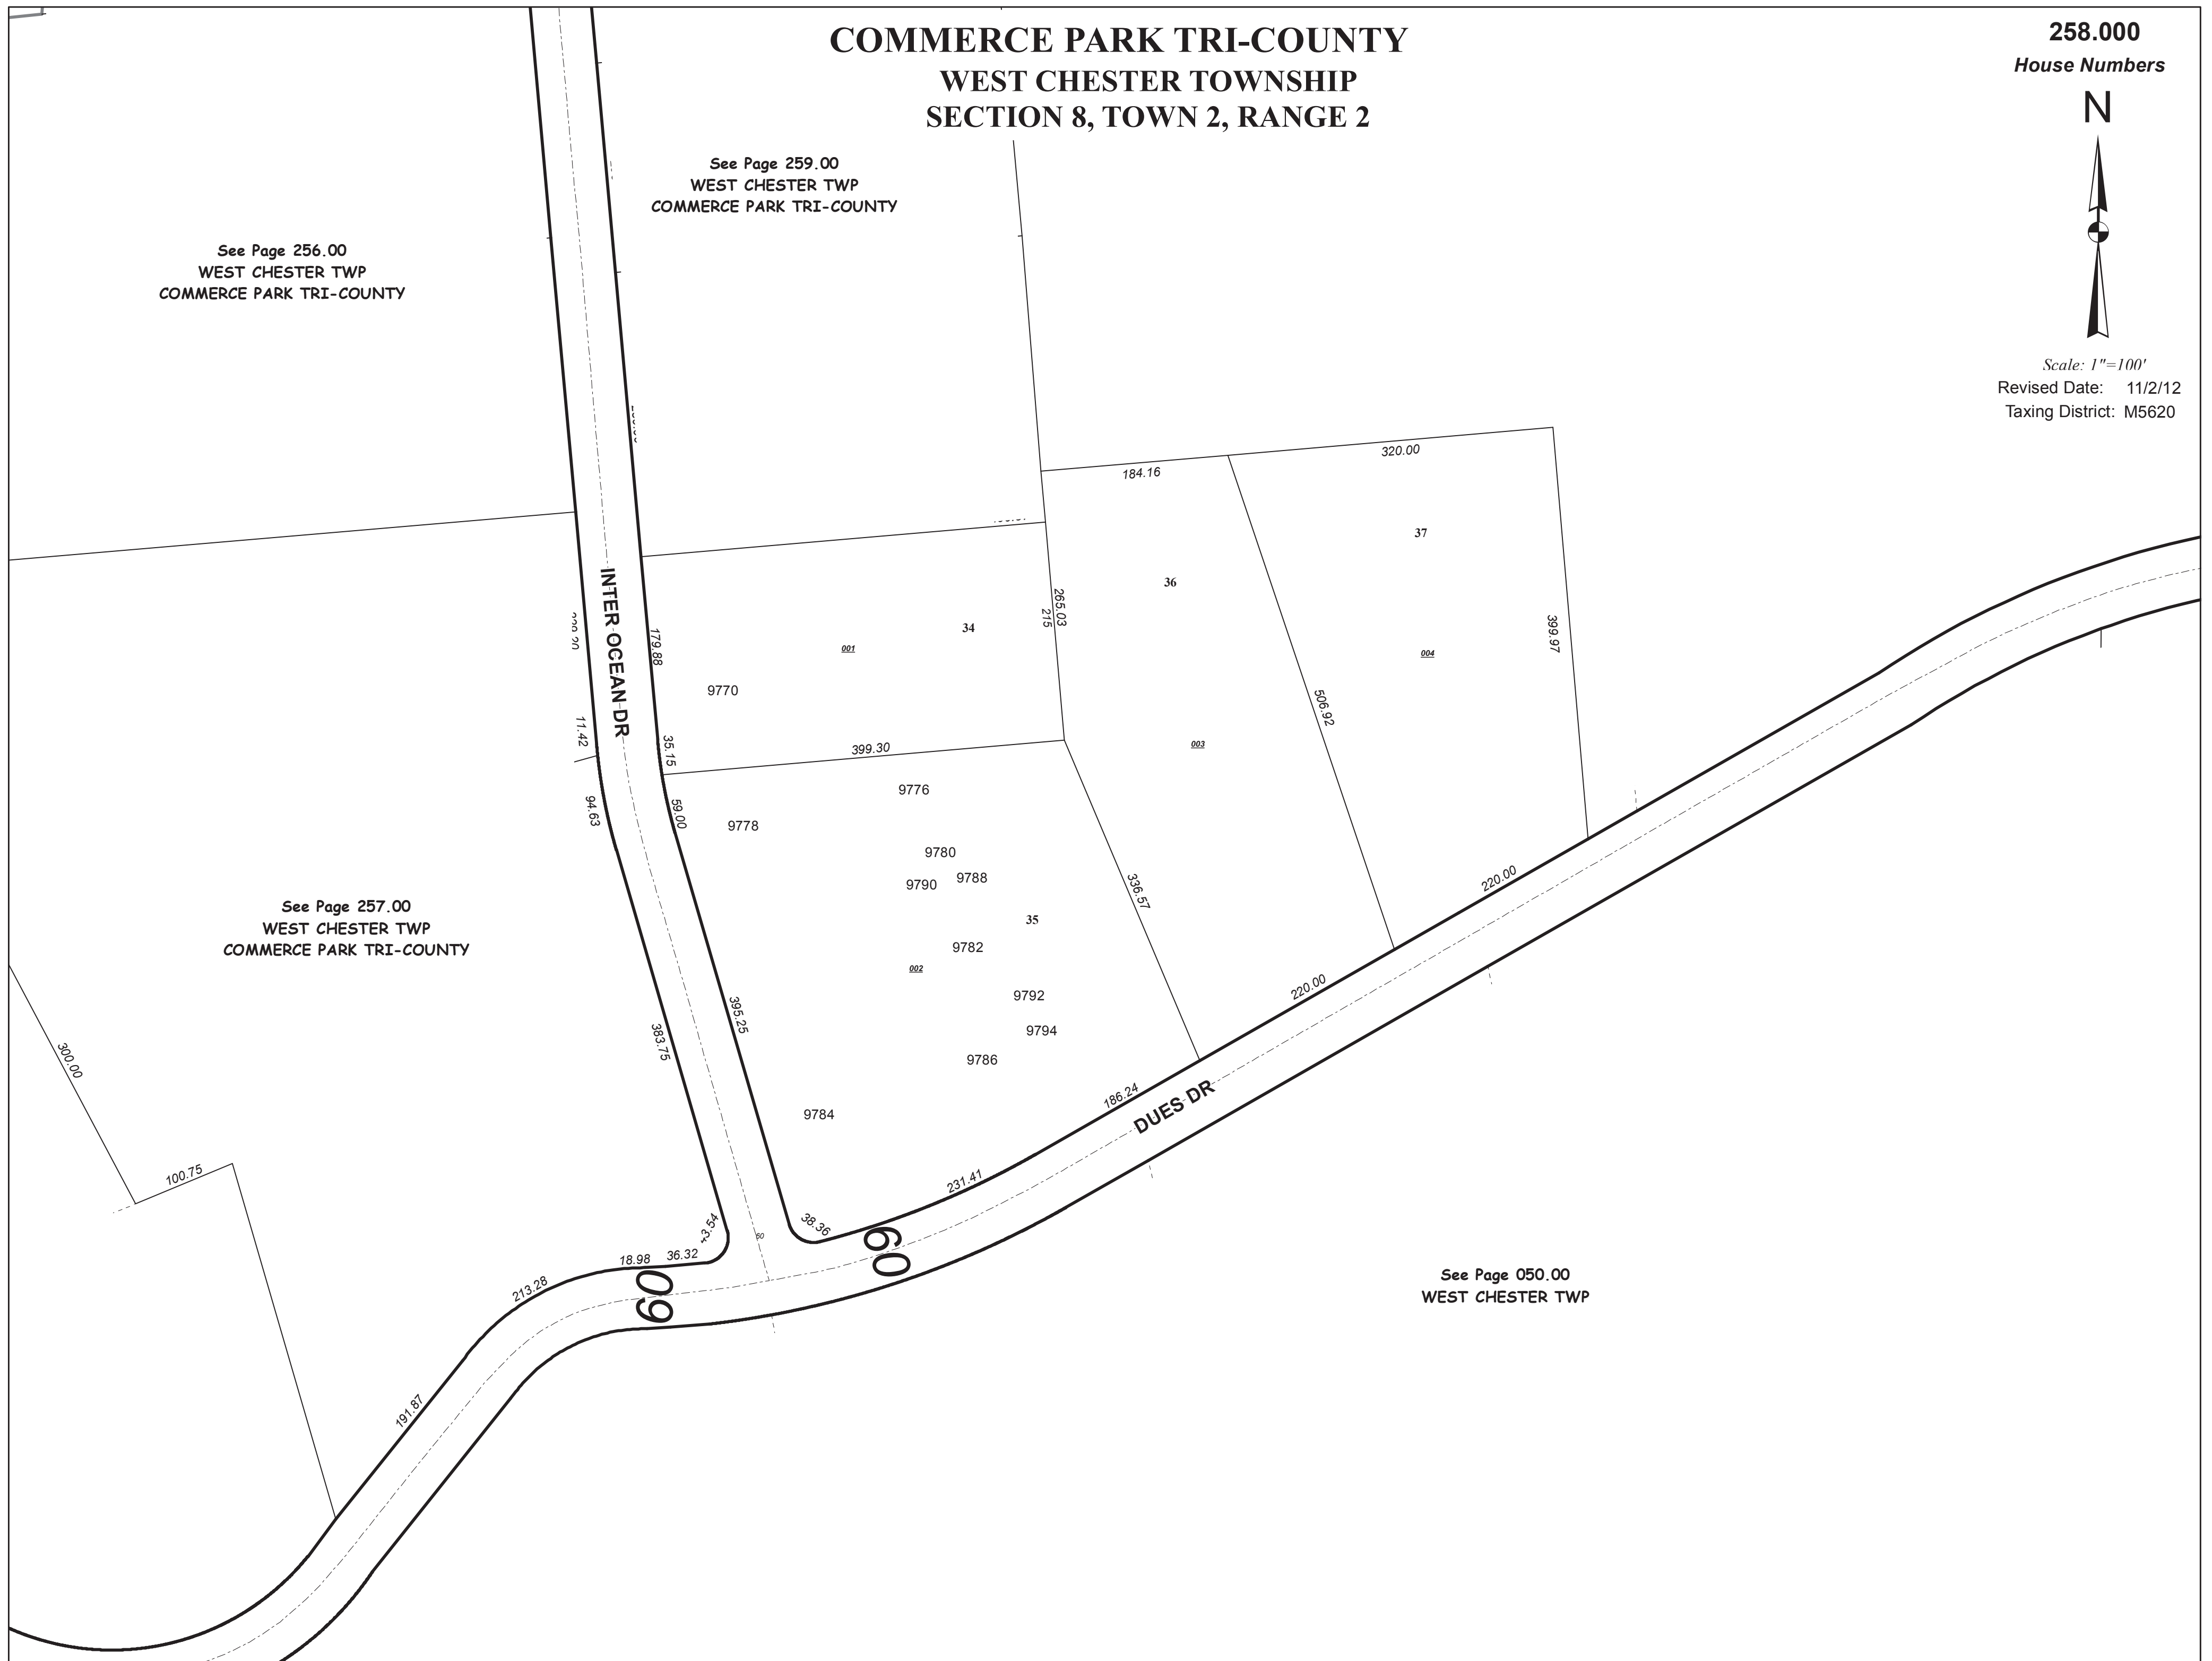 COMMERCE PARK TRI-COUNTY
WEST CHESTER TOWNSHIP
SECTION 8, TOWN 2, RANGE 2
258.000
House Numbers
N
Scale: 1"=100'
Revised Date: 11/2/12
Taxing District: M5620
See Page 259.00
WEST CHESTER TWP
COMMERCE PARK TRI-COUNTY
See Page 256.00
WEST CHESTER TWP
COMMERCE PARK TRI-COUNTY
184.16
320.00
37
36
265.03
215
34
001
004
399.97
INTER OCEAN DR
179.88
9770
506.92
11.42
35.15
399.30
003
9776
94.63
59.00
9778
9780
9790
9788
336.57
220.00
See Page 257.00
WEST CHESTER TWP
COMMERCE PARK TRI-COUNTY
35
9782
002
9792
220.00
395.25
383.75
9794
9786
300.00
186.24
DUES DR
9784
100.75
231.41
38.36
60
60
18.98
36.32
60
213.28
See Page 050.00
WEST CHESTER TWP
191.87